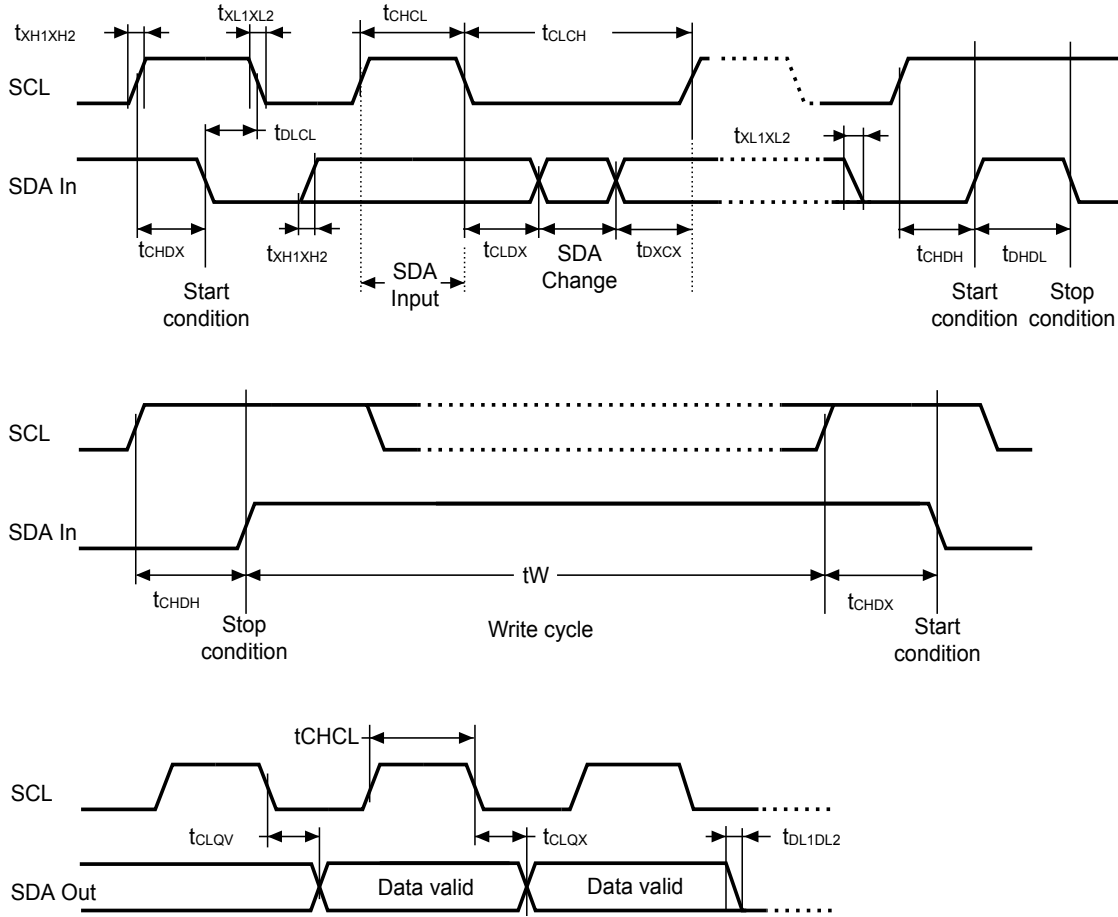 tXH1XH2
tXL1XL2
tCHCL
tCLCH
SCL
tDLCL
tXL1XL2
SDA In
tCHDX
tXH1XH2
tCLDX
SDA
Change
tDXCX
tCHDH
tDHDL
SDA
Input
Start
condition
Start
condition
Stop
condition
SCL
SDA In
tCHDH
tW
tCHDX
Stop
condition
Write cycle
Start
condition
tCHCL
SCL
tCLQV
tCLQX
tDL1DL2
SDA Out
Data valid
Data valid